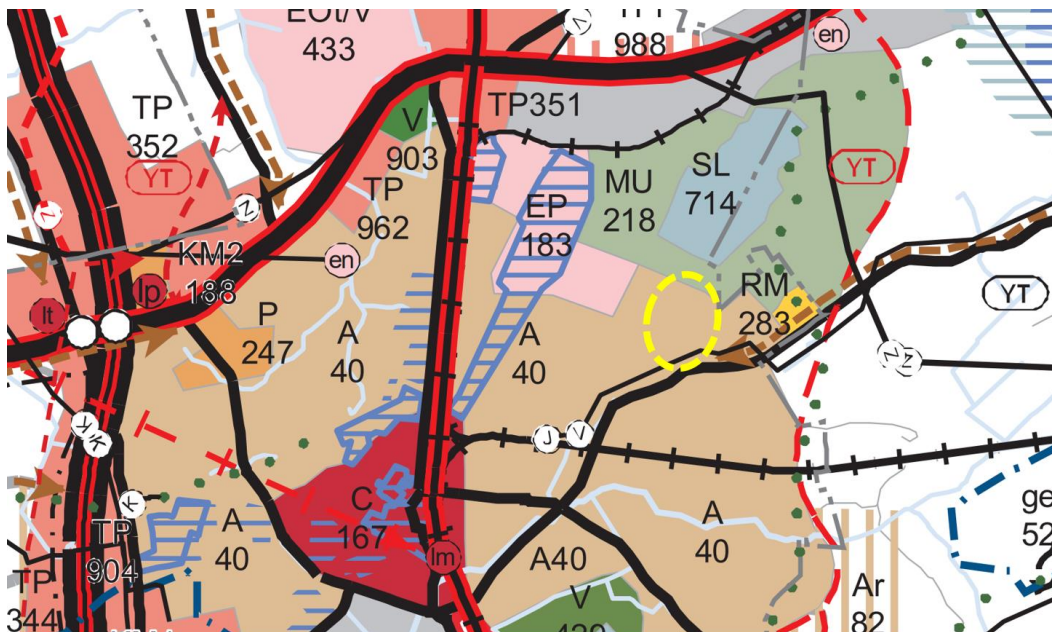 EOt/V
433
988
en
TP
352
YT
Z
N
V
903
TP351
TP
962
EP
183
MU
218
SL
714
YT
en
KM2
188
lp
lt
P
247
A
40
A
40
RM
283
YT
Z
Z
K
K
K
J
V
C
167
lm
A
40
A40
A
40
TP
904
TP
344
V
439
Ar
82
ge
52